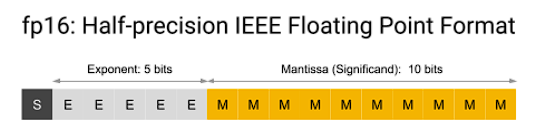 fp16: Half-precision IEEE Floating Point Format
Exponent: 5 bits Mantissa (Significand): 10 bits
S E E E E E M M M M M M M M M M